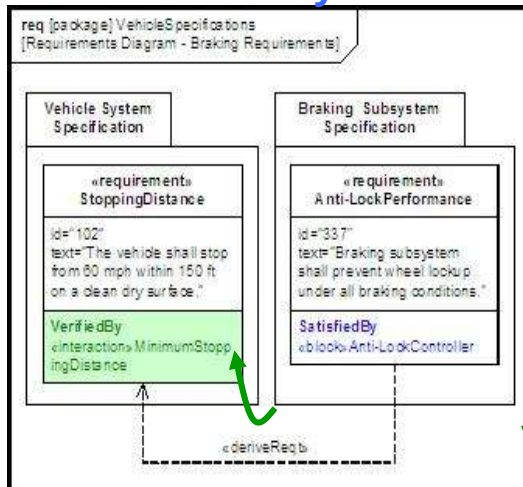 req [package] VehicleSpecifications
[Requirements Diagram - Braking Requirements]
Vehicle System
Specification
«requirement»
StoppingDistance
id="102"
text="The vehicle shall stop
from 60 mph within 150 ft
on a clean dry surface."
VerifiedBy
«interaction» MinimumStopp
ingDistance
Braking Subsystem
Specification
«requirement»
Anti-LockPerformance
id="337"
text="Braking subsystem
shall prevent wheel lockup
under all braking conditions."
SatisfiedBy
«block» Anti-LockController
«deriveReqt»